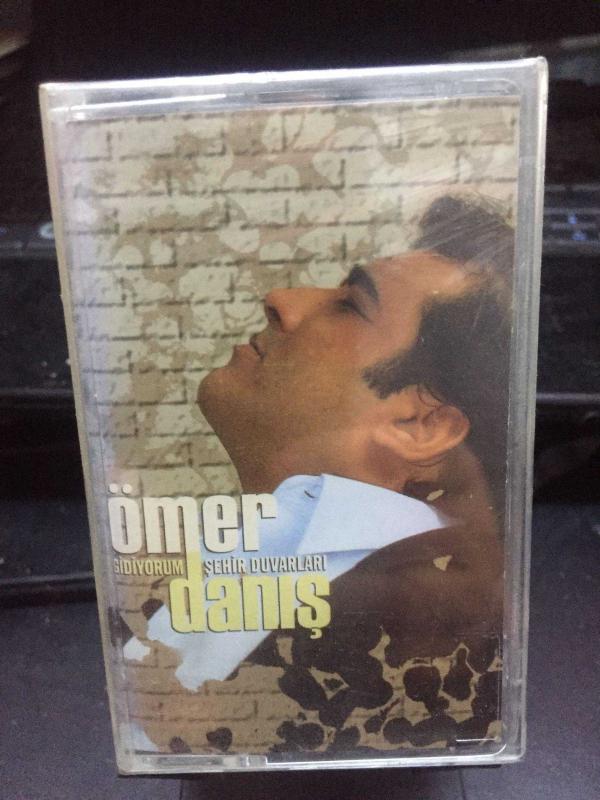 ömer
GİDİYORUM ŞEHİR DUVARLARI
danış